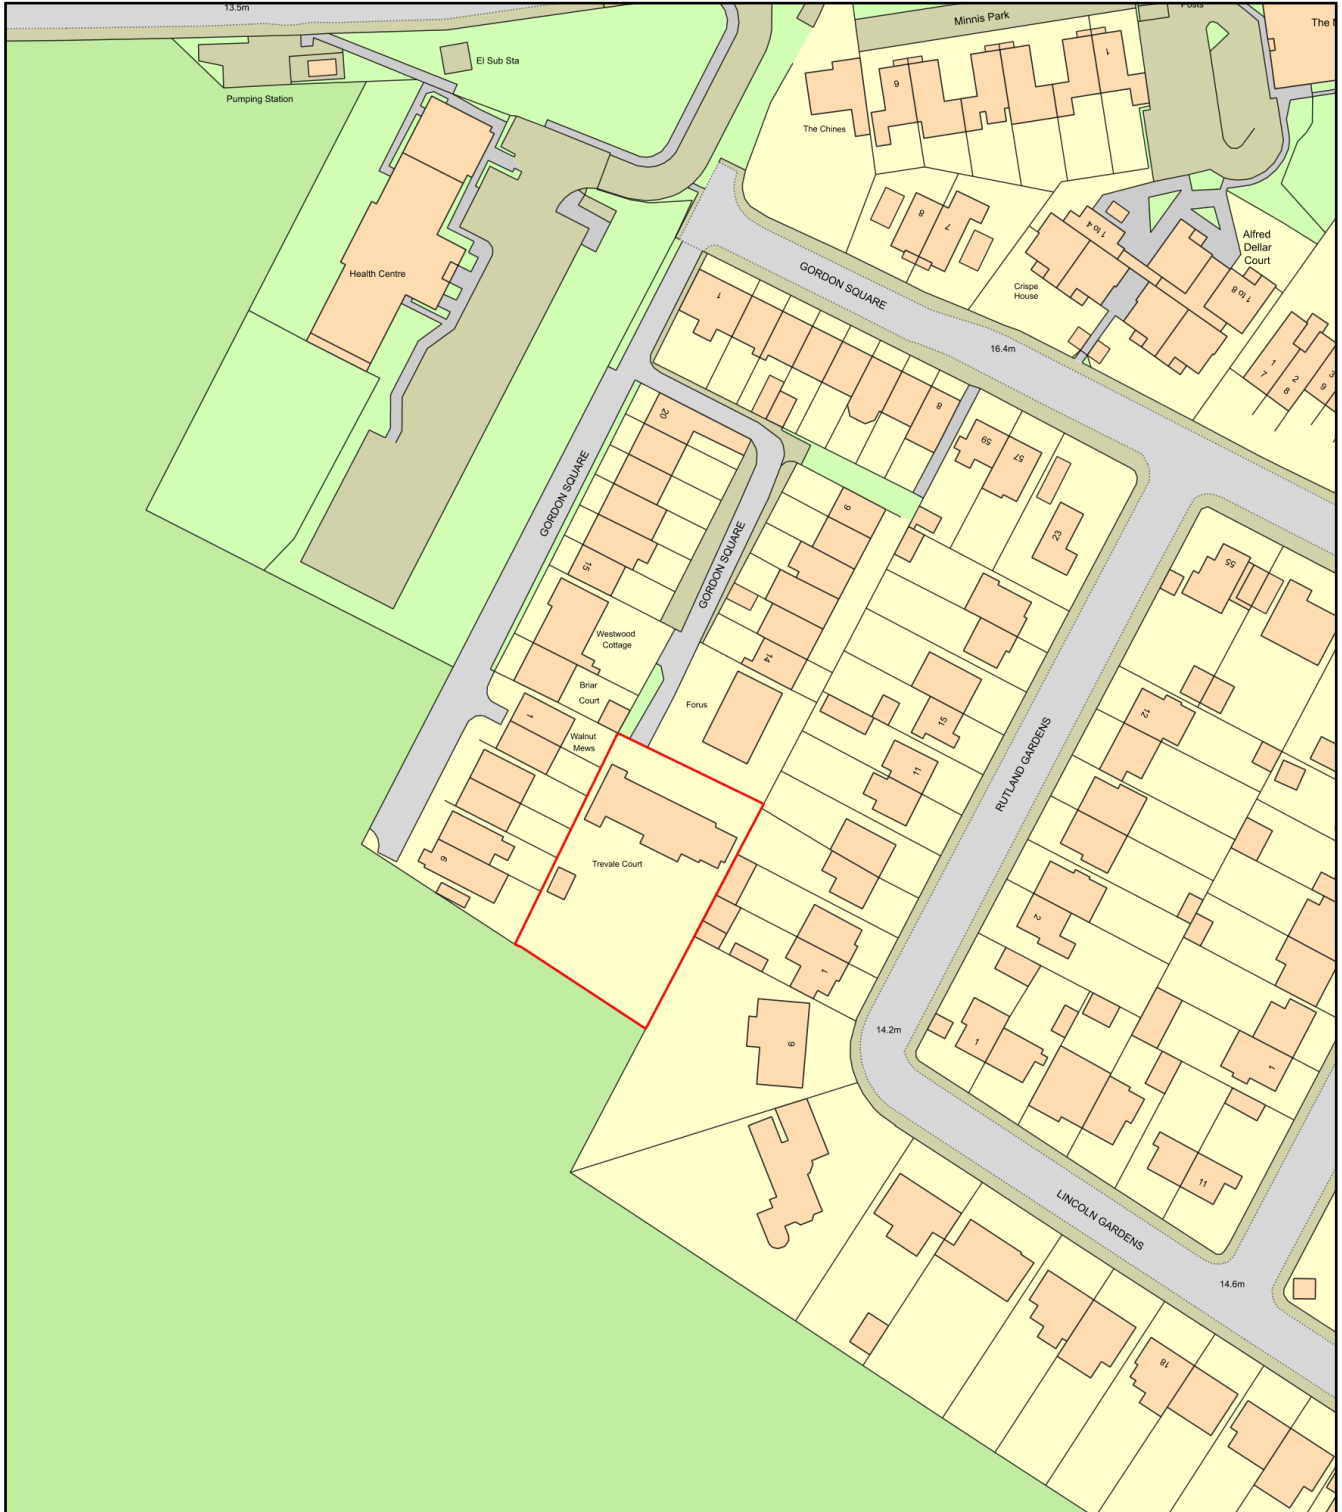 13.5m
Minnis Park
Posts
The
El Sub Sta
Pumping Station
1
6
The Chines
8
7
1 to 4
Alfred
Dellar
Court
Health Centre
GORDON SQUARE
Crispe
House
1 to 8
1
16.4m
1
7
2
8
3
9
8
20
59
57
GORDON SQUARE
9
23
GORDON SQUARE
15
55
Westwood
Cottage
14
Briar
Court
Forus
15
12
1
Walnut
Mews
RUTLAND GARDENS
11
Trevale Court
6
2
1
14.2m
9
1
1
11
LINCOLN GARDENS
14.6m
18